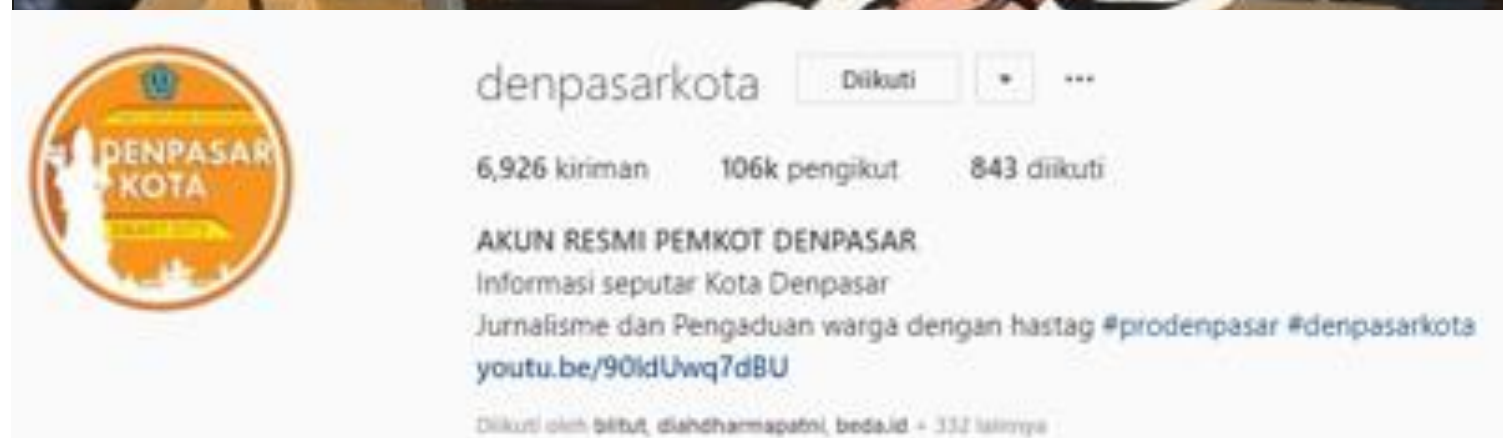 DENPASAR
KOTA
denpasarkota Diikuti ...
6,926 kiriman 106k pengikut 843 diikuti
AKUN RESMI PEMKOT DENPASAR
Informasi seputar Kota Denpasar
Jurnalisme dan Pengaduan warga dengan hastag #prodenpasar #denpasarkota
youtu.be/90ldUwq7dBU
Diikuti oleh blitut, diahdharmapatni, beda.id + 332 lainnya